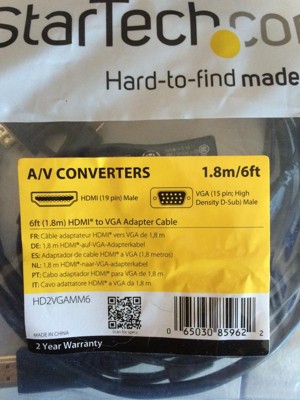 StarTech.co
Hard-to-find made
A/V CONVERTERS 1.8m/6ft
HDMI (19 pin) Male
VGA (15 pin; High
Density D-Sub) Male
6ft (1.8m) HDMI® to VGA Adapter Cable
FR: Câble adaptateur HDMI® vers VGA de 1,8 m
DE: 1,8 m HDMI®-auf-VGA-Adapterkabel
ES: Adaptador de cable HDMI® a VGA (1,8 metros)
NL: 1,8 m HDMI®-naar-VGA-adapterkabel
PT: Cabo adaptador HDMI® para VGA de 1,8 m
IT: Cavo adattatore HDMI® a VGA da 1,8 m
HD2VGAMM6
MADE IN CHINA
Scan for specs
2 Year Warranty
0 65030 85962 2